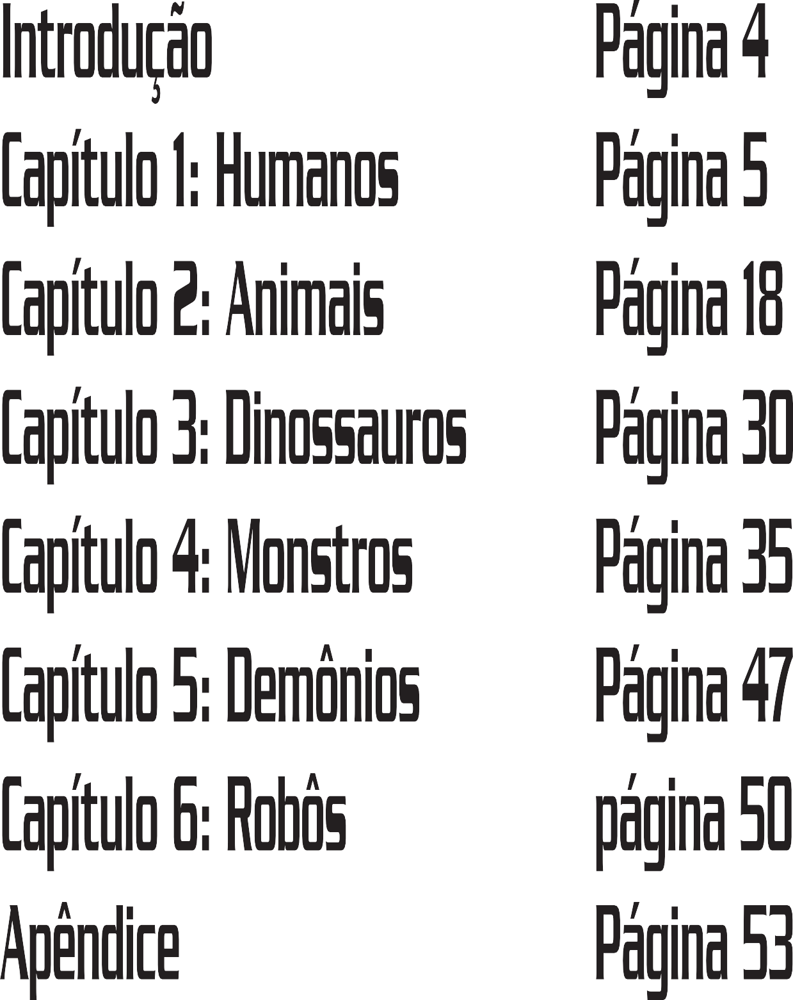 Introdução Página 4
Capítulo 1: Humanos Página 5
Capítulo 2: Animais Página 18
Capítulo 3: Dinossauros Página 30
Capítulo 4: Monstros Página 35
Capítulo 5: Demônios Página 47
Capítulo 6: Robôs página 50
Apêndice Página 53